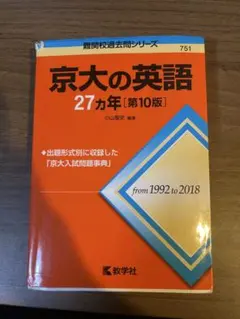 難関校過去問シリーズ
751
京大の英語
27カ年[第10版]
編著
✦出題形式別に収録した
「京大入試問題事典」
from 1992 to 2018
教学社